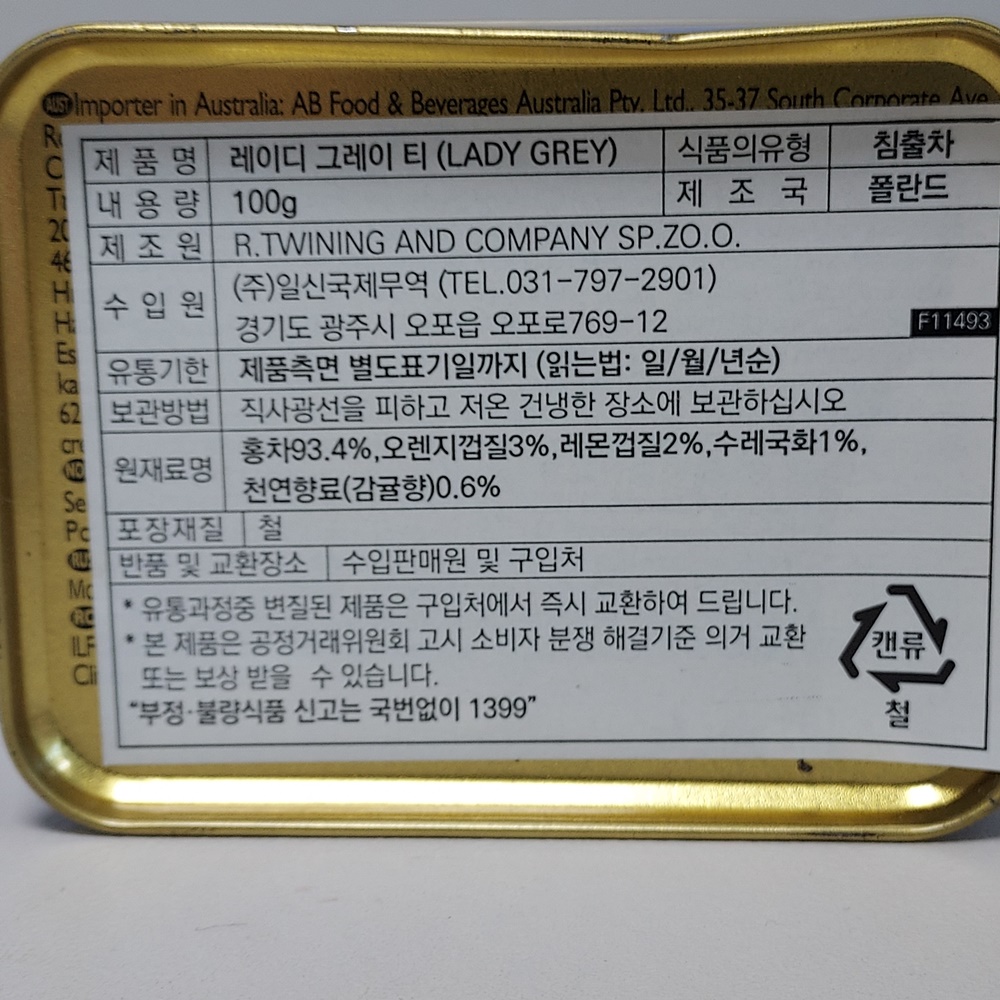 AUST Importer in Australia: AB Food & Beverages Australia Pty. Ltd., 35-37 South Corporate Ave
제 품 명 레이디 그레이 티 (LADY GREY) 식품의유형 침출차
내 용 량 100g 제 조 국 폴란드
제 조 원 R.TWINING AND COMPANY SP.ZO.O.
수 입 원 (주)일신국제무역 (TEL.031-797-2901)
경기도 광주시 오포읍 오포로769-12 F11493
유통기한 제품측면 별도표기일까지 (읽는법: 일/월/년순)
보관방법 직사광선을 피하고 저온 건냉한 장소에 보관하십시오
원재료명 홍차93.4%,오렌지껍질3%,레몬껍질2%,수레국화1%,
천연향료(감귤향)0.6%
포장재질 철
반품 및 교환장소 수입판매원 및 구입처
* 유통과정중 변질된 제품은 구입처에서 즉시 교환하여 드립니다.
* 본 제품은 공정거래위원회 고시 소비자 분쟁 해결기준 의거 교환
또는 보상 받을 수 있습니다.
"부정·불량식품 신고는 국번없이 1399"
캔류
철